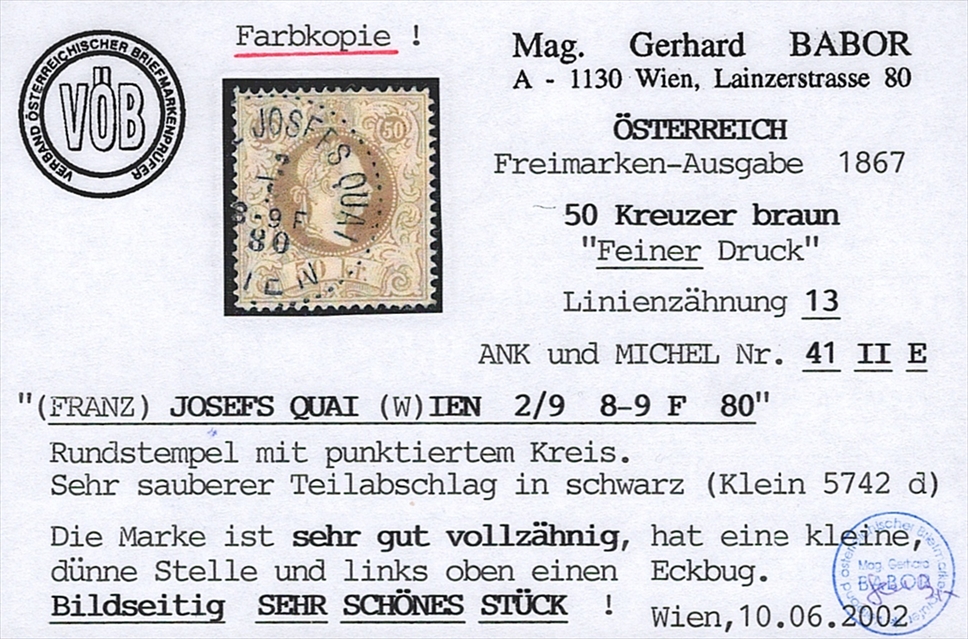 Farbkopie !
VERBAND ÖSTERREICHISCHER BRIEFMARKENPRÜFER
VÖB
Mag. Gerhard BABOR
A - 1130 Wien, Lainzerstrasse 80
JOSEFS QUAI
50
8-9 F
80
IEN
ÖSTERREICH
Freimarken-Ausgabe 1867
50 Kreuzer braun
"Feiner Druck"
Linienzähnung 13
ANK und MICHEL Nr. 41 II E
"(FRANZ) JOSEFS QUAI (W)IEN 2/9 8-9 F 80"
Rundstempel mit punktiertem Kreis.
Sehr sauberer Teilabschlag in schwarz (Klein 5742 d)
Die Marke ist sehr gut vollzähnig, hat eine kleine,
dünne Stelle und links oben einen Eckbug.
Bildseitig SEHR SCHÖNES STÜCK !
Wien,10.06.2002
Mag. Gerhard
BABOR